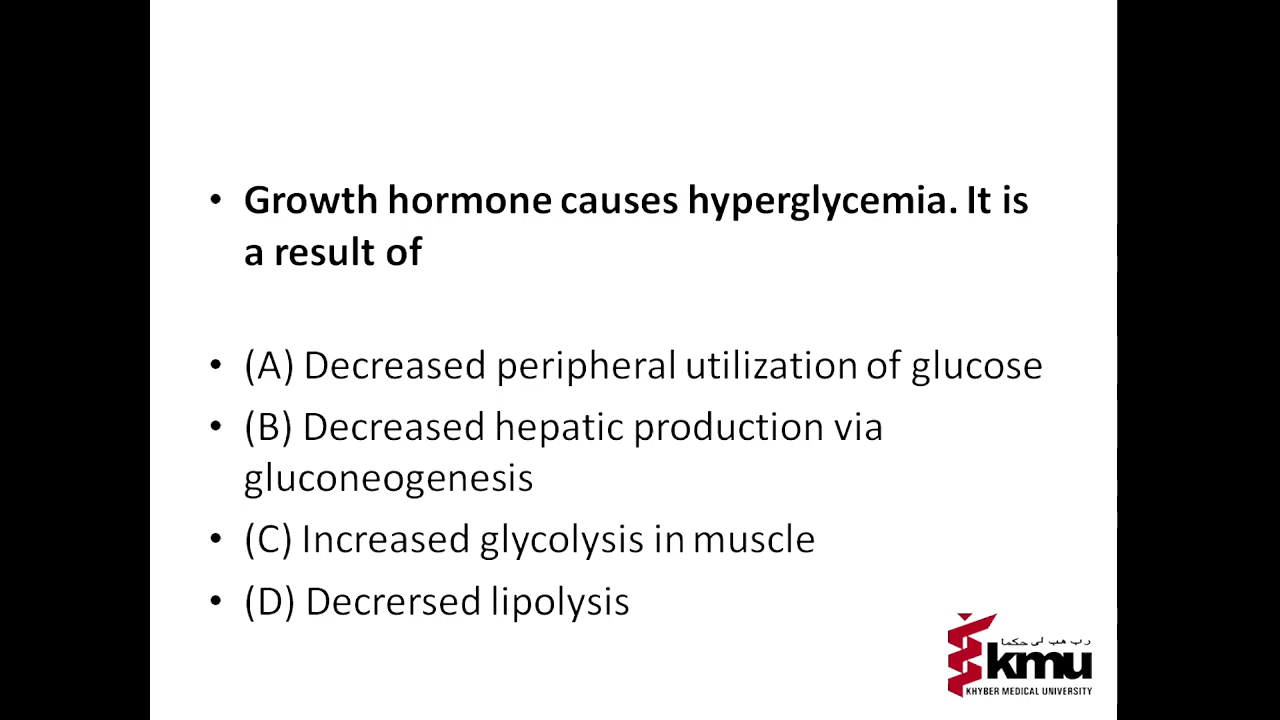 • Growth hormone causes hyperglycemia. It is
a result of
• (A) Decreased peripheral utilization of glucose
• (B) Decreased hepatic production via
gluconeogenesis
• (C) Increased glycolysis in muscle
• (D) Decrersed lipolysis
kmu
KHYBER MEDICAL UNIVERSITY